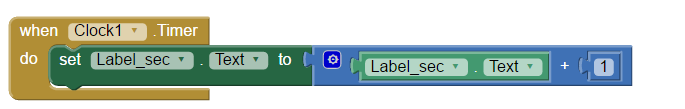 when Clock1 .Timer
do set Label_sec . Text to Label_sec . Text + 1